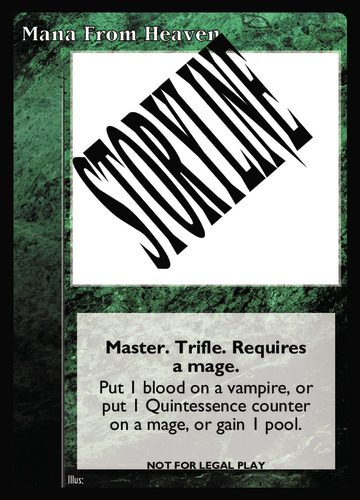 Mana From Heaven
STORYLINE
Master. Trifle. Requires
a mage.
Put 1 blood on a vampire, or
put 1 Quintessence counter
on a mage, or gain 1 pool.
NOT FOR LEGAL PLAY
Illus: